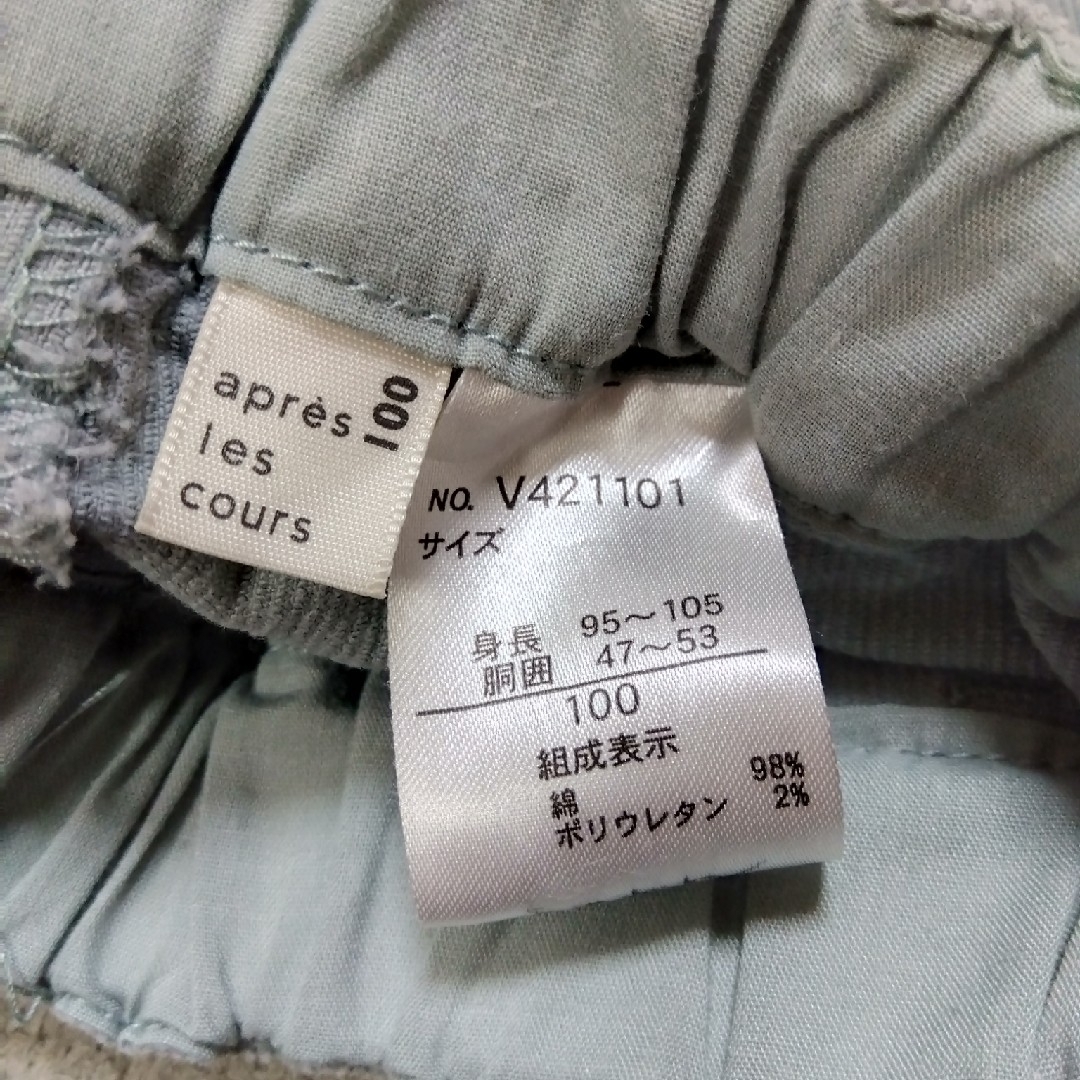 après
les
cours
100
NO. V421101
サイズ
身長 95～105
胴囲 47～53
100
組成表示
綿 98%
ポリウレタン 2%